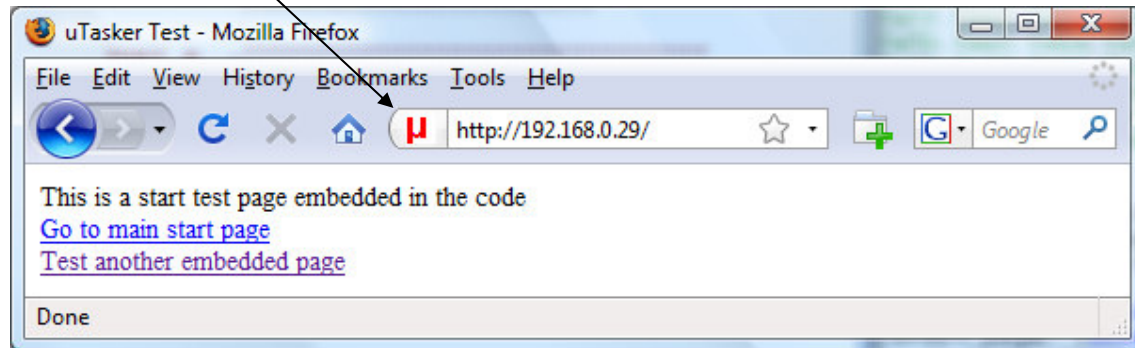 uTasker Test - Mozilla Firefox
File Edit View History Bookmarks Tools Help
µ http://192.168.0.29/ G Google
This is a start test page embedded in the code
Go to main start page
Test another embedded page
Done